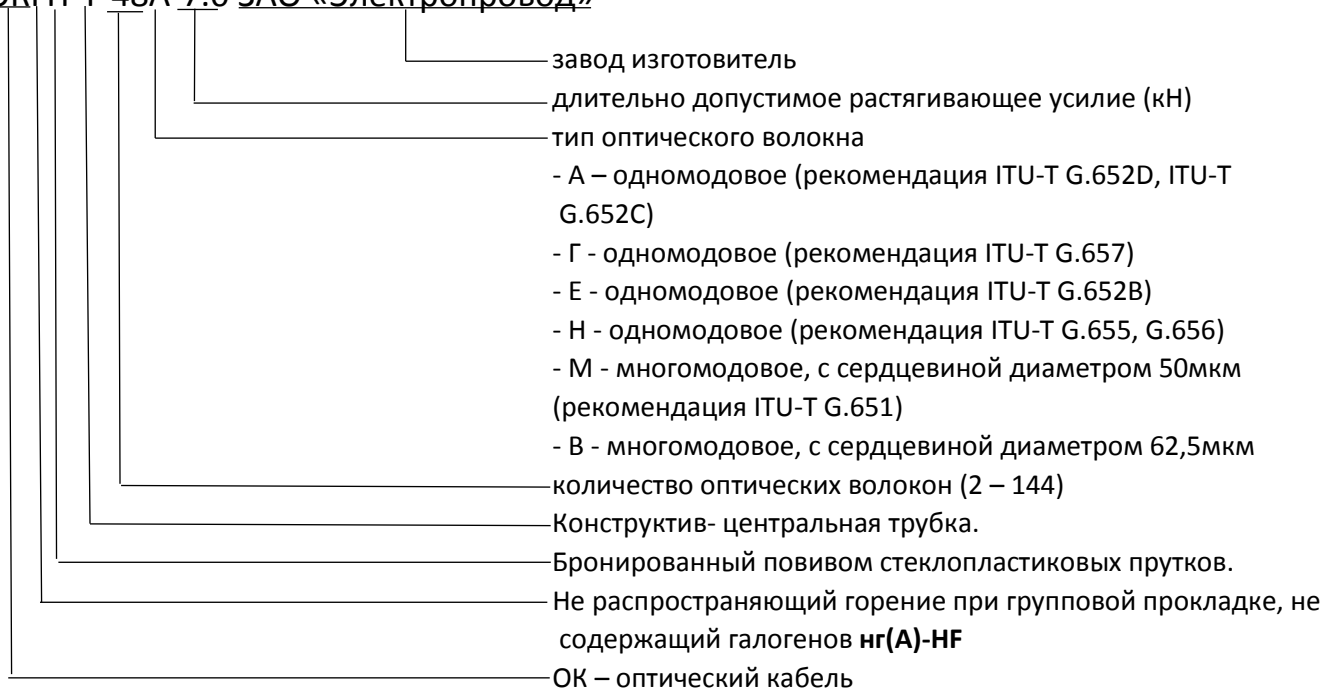 ЗАО «Электропровод»
завод изготовитель
длительно допустимое растягивающее усилие (кН)
тип оптического волокна
- А – одномодовое (рекомендация ITU-T G.652D, ITU-T
G.652C)
- Г - одномодовое (рекомендация ITU-T G.657)
- Е - одномодовое (рекомендация ITU-T G.652В)
- Н - одномодовое (рекомендация ITU-T G.655, G.656)
- М - многомодовое, с сердцевиной диаметром 50мкм
(рекомендация ITU-T G.651)
- В - многомодовое, с сердцевиной диаметром 62,5мкм
количество оптических волокон (2 – 144)
Конструктив- центральная трубка.
Бронированный повивом стеклопластиковых прутков.
Не распространяющий горение при групповой прокладке, не
содержащий галогенов нг(А)-HF
ОК – оптический кабель